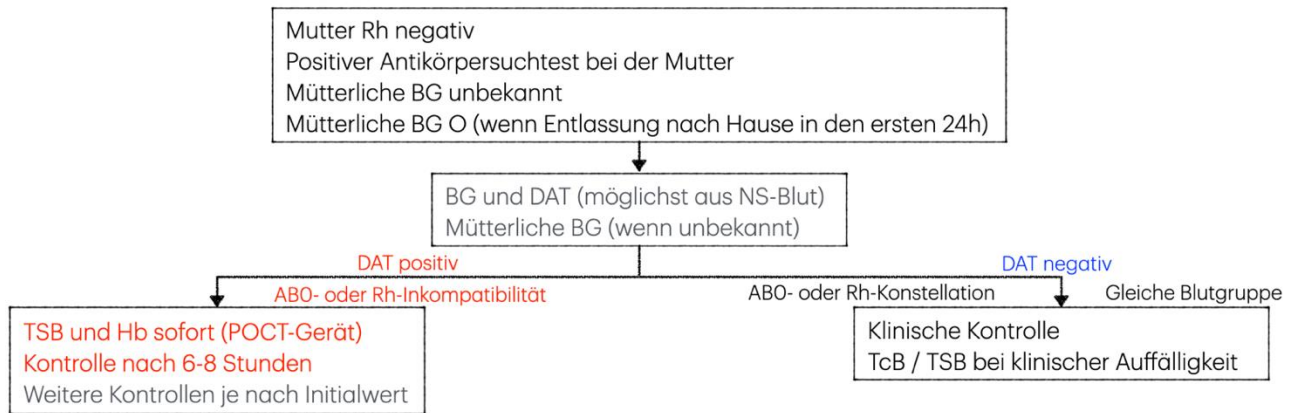 Mutter Rh negativ
Positiver Antikörpersuchtest bei der Mutter
Mütterliche BG unbekannt
Mütterliche BG O (wenn Entlassung nach Hause in den ersten 24h)
BG und DAT (möglichst aus NS-Blut)
Mütterliche BG (wenn unbekannt)
DAT positiv
DAT negativ
ABO- oder Rh-Inkompatibilität
ABO- oder Rh-Konstellation
Gleiche Blutgruppe
TSB und Hb sofort (POCT-Gerät)
Kontrolle nach 6-8 Stunden
Weitere Kontrollen je nach Initialwert
Klinische Kontrolle
TcB / TSB bei klinischer Auffälligkeit